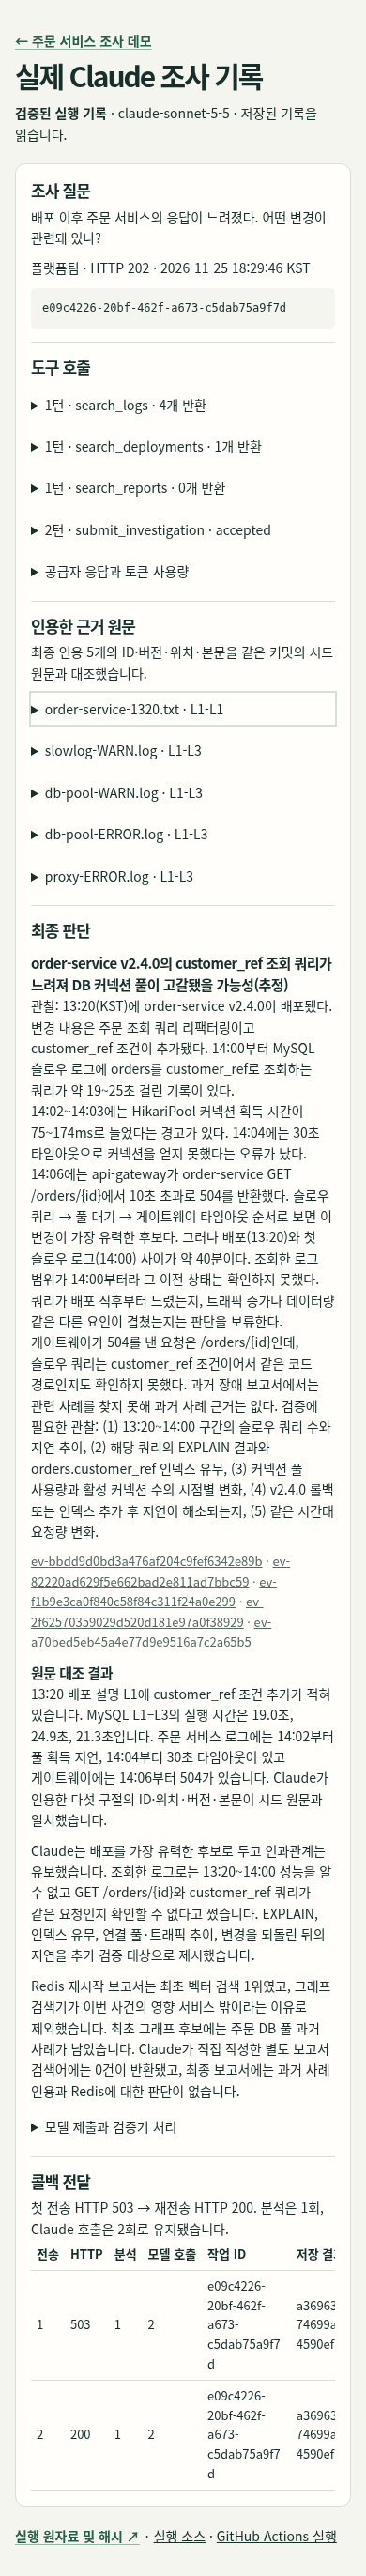 ← 주문 서비스 조사 데모
실제 Claude 조사 기록
검증된 실행 기록 · claude-sonnet-5-5 · 저장된 기록을
읽습니다.
조사 질문
배포 이후 주문 서비스의 응답이 느려졌다. 어떤 변경이
관련돼 있나?
플랫폼팀 · HTTP 202 · 2026-11-25 18:29:46 KST
e09c4226-20bf-462f-a673-c5dab75a9f7d
도구 호출
▶ 1턴 · search_logs · 4개 반환
▶ 1턴 · search_deployments · 1개 반환
▶ 1턴 · search_reports · 0개 반환
▶ 2턴 · submit_investigation · accepted
▶ 공급자 응답과 토큰 사용량
인용한 근거 원문
최종 인용 5개의 ID·버전·위치·본문을 같은 커밋의 시드
원문과 대조했습니다.
▶ order-service-1320.txt · L1-L1
▶ slowlog-WARN.log · L1-L3
▶ db-pool-WARN.log · L1-L3
▶ db-pool-ERROR.log · L1-L3
▶ proxy-ERROR.log · L1-L3
최종 판단
order-service v2.4.0의 customer_ref 조회 쿼리가
느려져 DB 커넥션 풀이 고갈됐을 가능성(추정)
관찰: 13:20(KST)에 order-service v2.4.0이 배포됐다.
변경 내용은 주문 조회 쿼리 리팩터링이고
customer_ref 조건이 추가됐다. 14:00부터 MySQL
슬로우 로그에 orders를 customer_ref로 조회하는
쿼리가 약 19~25초 걸린 기록이 있다.
14:02~14:03에는 HikariPool 커넥션 획득 시간이
75~174ms로 늘었다는 경고가 있다. 14:04에는 30초
타임아웃으로 커넥션을 얻지 못했다는 오류가 났다.
14:06에는 api-gateway가 order-service GET
/orders/{id}에서 10초 초과로 504를 반환했다. 슬로우
쿼리 → 풀 대기 → 게이트웨이 타임아웃 순서로 보면 이
변경이 가장 유력한 후보다. 그러나 배포(13:20)와 첫
슬로우 로그(14:00) 사이가 약 40분이다. 조회한 로그
범위가 14:00부터라 그 이전 상태는 확인하지 못했다.
쿼리가 배포 직후부터 느렸는지, 트래픽 증가나 데이터량
같은 다른 요인이 겹쳤는지는 판단을 보류한다.
게이트웨이가 504를 낸 요청은 /orders/{id}인데,
슬로우 쿼리는 customer_ref 조건이어서 같은 코드
경로인지도 확인하지 못했다. 과거 장애 보고서에서는
관련 사례를 찾지 못해 과거 사례 근거는 없다. 검증에
필요한 관찰: (1) 13:20~14:00 구간의 슬로우 쿼리 수와
지연 추이, (2) 해당 쿼리의 EXPLAIN 결과와
orders.customer_ref 인덱스 유무, (3) 커넥션 풀
사용량과 활성 커넥션 수의 시점별 변화, (4) v2.4.0 롤백
또는 인덱스 추가 후 지연이 해소되는지, (5) 같은 시간대
요청량 변화.
ev-bbdd9d0bd3a476af204c9fef6342e89b · ev-
82220ad629f5e662bad2e811ad7bbc59 · ev-
f1b9e3ca0f840c58f84c311f24a0e299 · ev-
2f62570359029d520d181e97a0f38929 · ev-
a70bed5eb45a4e77d9e9516a7c2a65b5
원문 대조 결과
13:20 배포 설명 L1에 customer_ref 조건 추가가 적혀
있습니다. MySQL L1–L3의 실행 시간은 19.0초,
24.9초, 21.3초입니다. 주문 서비스 로그에는 14:02부터
풀 획득 지연, 14:04부터 30초 타임아웃이 있고
게이트웨이에는 14:06부터 504가 있습니다. Claude가
인용한 다섯 구절의 ID·위치·버전·본문이 시드 원문과
일치했습니다.
Claude는 배포를 가장 유력한 후보로 두고 인과관계는
유보했습니다. 조회한 로그로는 13:20~14:00 성능을 알
수 없고 GET /orders/{id}와 customer_ref 쿼리가
같은 요청인지 확인할 수 없다고 썼습니다. EXPLAIN,
인덱스 유무, 연결 풀·트래픽 추이, 변경을 되돌린 뒤의
지연을 추가 검증 대상으로 제시했습니다.
Redis 재시작 보고서는 최초 벡터 검색 1위였고, 그래프
검색기가 이번 사건의 영향 서비스 밖이라는 이유로
제외했습니다. 최초 그래프 후보에는 주문 DB 풀 과거
사례가 남았습니다. Claude가 직접 작성한 별도 보고서
검색어에는 0건이 반환됐고, 최종 보고서에는 과거 사례
인용과 Redis에 대한 판단이 없습니다.
▶ 모델 제출과 검증기 처리
콜백 전달
첫 전송 HTTP 503 → 재전송 HTTP 200. 분석은 1회,
Claude 호출은 2회로 유지됐습니다.
전송 HTTP 분석 모델 호출 작업 ID 저장 결
1 503 1 2 e09c4226-
20bf-462f-
a673-
c5dab75a9f7
d
a36963
74699a
4590ef
2 200 1 2 e09c4226-
20bf-462f-
a673-
c5dab75a9f7
d
a36963
74699a
4590ef
실행 원자료 및 해시 ↗ · 실행 소스 · GitHub Actions 실행